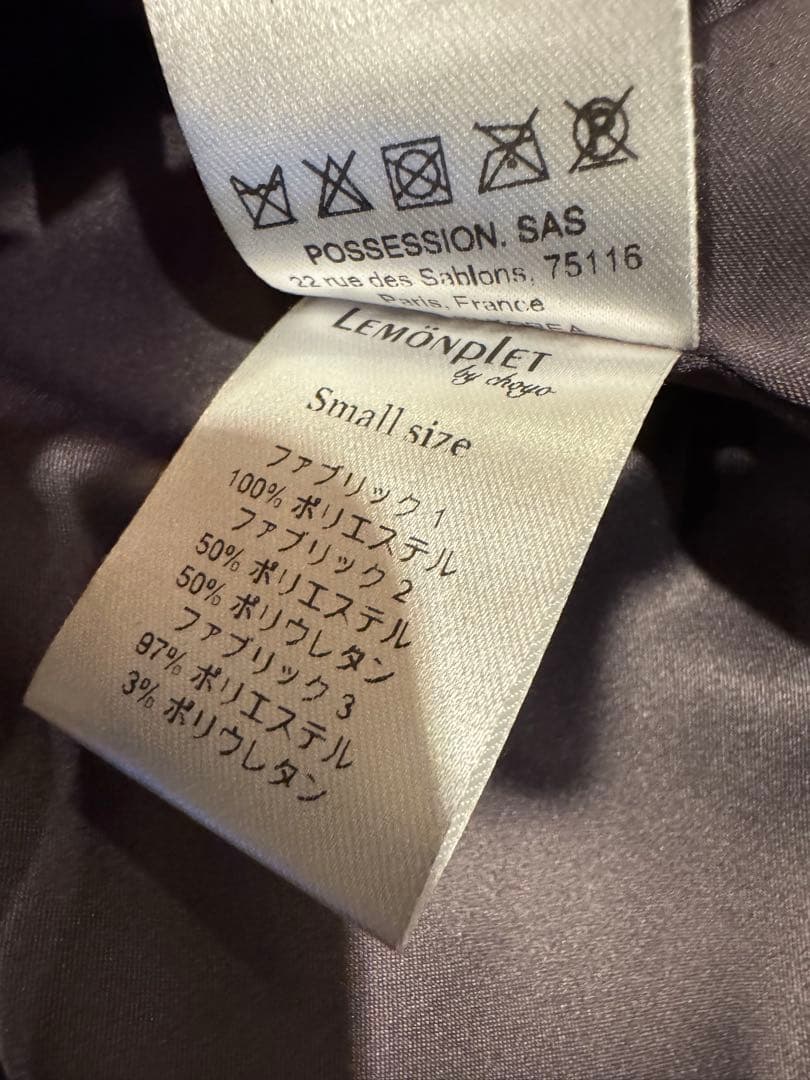 POSSESSION. SAS
22 rue des Sablons, 75116
Paris, France
LEMÖNPLET
by choyo
Small size
ファブリック 1
100% ポリエステル
ファブリック 2
50% ポリエステル
50% ポリウレタン
ファブリック 3
97% ポリエステル
3% ポリウレタン